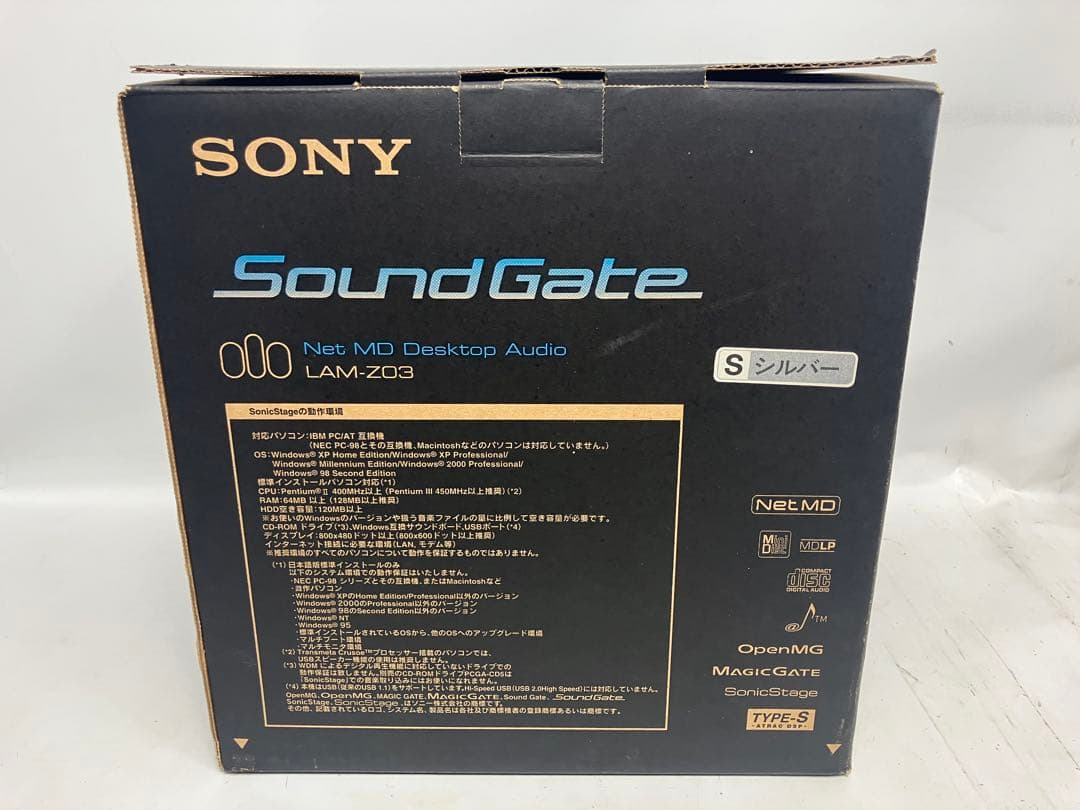 SONY
SoundGate
Net MD Desktop Audio
LAM-Z03
S シルバー
SonicStageの動作環境
対応パソコン:IBM PC/AT 互換機
(NEC PC-98とその互換機、Macintoshなどのパソコンは対応していません。)
OS:Windows® XP Home Edition/Windows® XP Professional/
Windows® Millennium Edition/Windows® 2000 Professional/
Windows® 98 Second Edition
標準インストールパソコン対応(*1)
CPU:Pentium®Ⅱ 400MHz以上 (Pentium III 450MHz以上推奨)(*2)
RAM:64MB 以上 (128MB以上推奨)
HDD空き容量:120MB以上
※お使いのWindowsのバージョンや扱う音楽ファイルの量に比例して空き容量が必要です。
CD-ROM ドライブ(*3)、Windows互換サウンドボード、USBポート(*4)
ディスプレイ:800x480ドット以上(800x600ドット以上推奨)
インターネット接続に必要な環境(LAN、モデム等)
※推奨環境のすべてのパソコンについて動作を保証するものではありません。
(*1)日本語版標準インストールのみ
以下のシステム環境での動作保証はいたしません。
・NEC PC-98 シリーズとその互換機、またはMacintoshなど
・自作パソコン
・Windows® XPのHome Edition/Professional以外のバージョン
・Windows® 2000のProfessional以外のバージョン
・Windows® 98のSecond Edition以外のバージョン
・Windows® NT
・Windows® 95
・標準インストールされているOSから、他のOSへのアップグレード環境
・マルチブート環境
・マルチモニタ環境
(*2) Transmeta Crusoe™プロセッサー搭載のパソコンでは、
USBスピーカー機能の使用は推奨しません。
(*3) WDMによるデジタル再生機能に対応していないドライブでの
動作保証は致しません。別売のCD-ROMドライブPCGA-CD5は
「SonicStage」での音楽取り込みにはお使いになれません。
(*4) 本機はUSB(従来のUSB 1.1)をサポートしています。Hi-Speed USB(USB 2.0High Speed)には対応していません。
OpenMG、OpenMG、MAGIC GATE、MAGICGATE、Sound Gate、SoundGate、
SonicStage、SonicStage、はソニー株式会社の商標です。
その他、記載されているロゴ、システム名、製品名は各社及び商標権者の登録商標あるいは商標です。
Net MD
Mini
Disc
MDLP
COMPACT
disc
DIGITAL AUDIO
TM
OpenMG
MAGICGATE
SonicStage
TYPE-S
-ATRAC DSP-